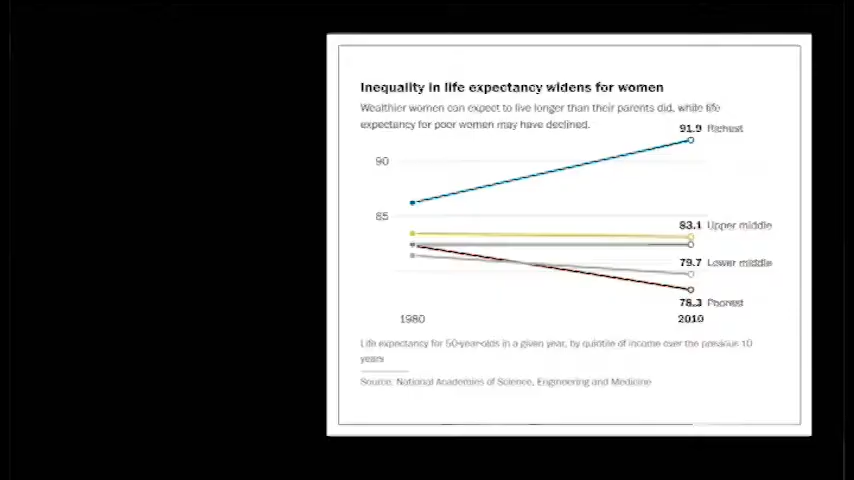 Inequality in life expectancy widens for women
Wealthier women can expect to live longer than their parents did, while life
expectancy for poor women may have declined.
91.9 Richest
90
85
83.1 Upper middle
79.7 Lower middle
78.3 Poorest
1980 2010
Life expectancy for 50-year-olds in a given year, by quintile of income over the previous 10
years
Source: National Academies of Science, Engineering and Medicine